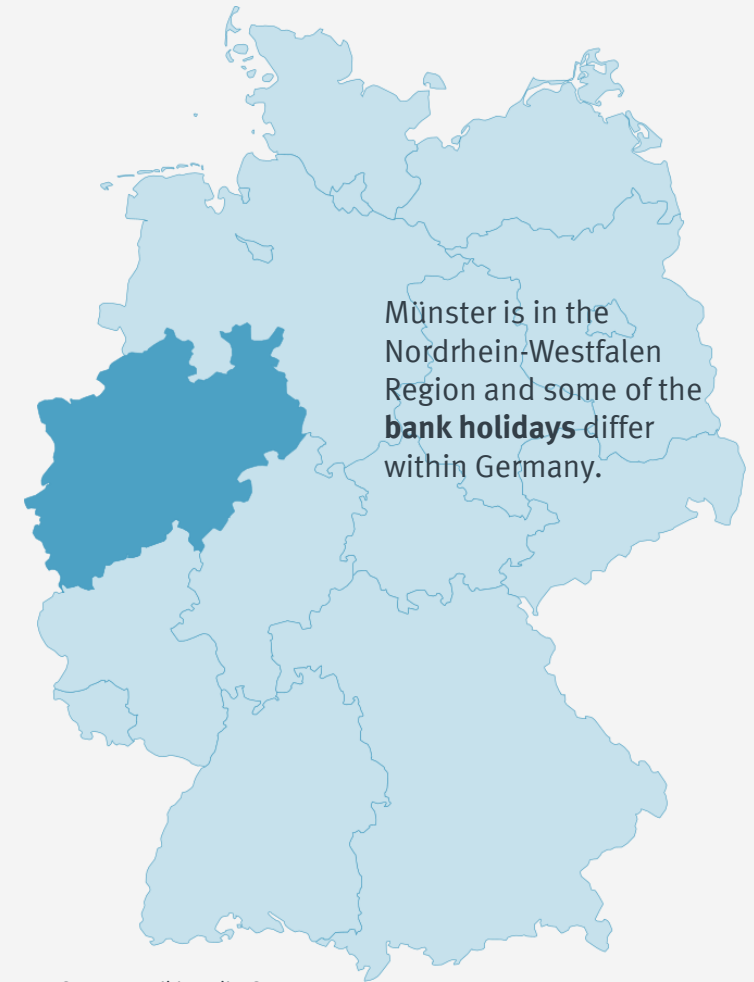 Münster is in the
Nordrhein-Westfalen
Region and some of the
bank holidays differ
within Germany.